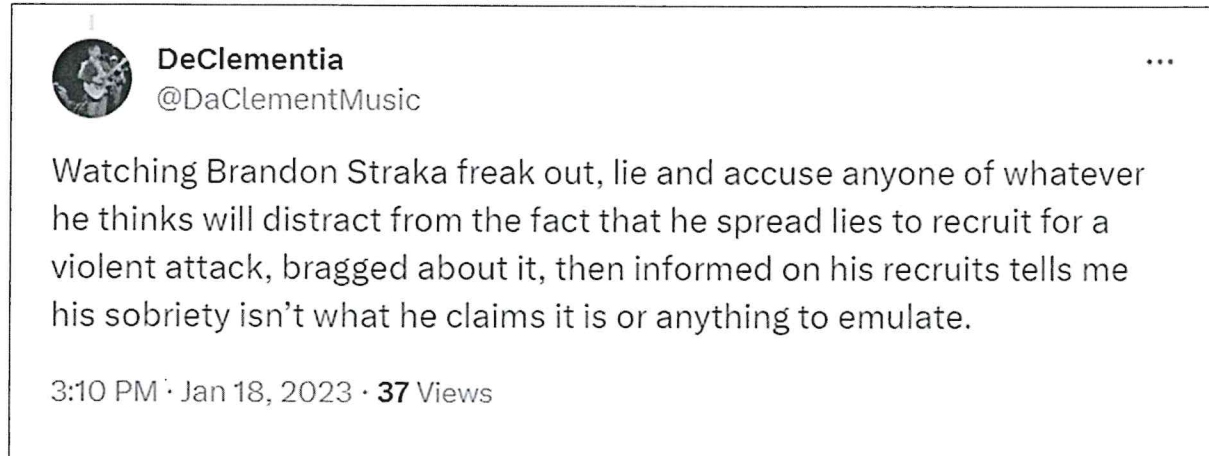 DeClementia
@DaClementMusic
Watching Brandon Straka freak out, lie and accuse anyone of whatever
he thinks will distract from the fact that he spread lies to recruit for a
violent attack, bragged about it, then informed on his recruits tells me
his sobriety isn’t what he claims it is or anything to emulate.
3:10 PM · Jan 18, 2023 · 37 Views